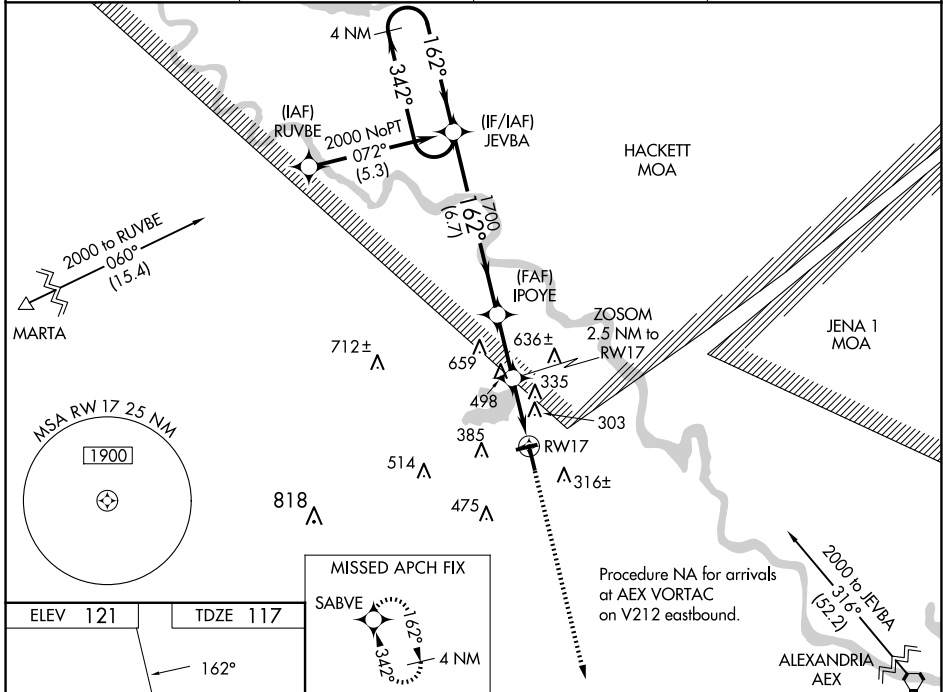 4 NM
162°
342°
(IAF)
RUVBE
2000 NoPT
072°
(5.3)
(IF/IAF)
JEVBA
HACKETT
MOA
1700
162°
(6.7)
2000 to RUVBE
060°
(15.4)
MARTA
(FAF)
IPOYE
ZOSOM
2.5 NM to
RW17
JENA 1
MOA
712±
659
636±
498
335
303
MSA RW 17 25 NM
1900
385
RW17
514
316±
818
475
MISSED APCH FIX
SABVE
162°
342°
4 NM
Procedure NA for arrivals
at AEX VORTAC
on V212 eastbound.
2000 to JEVBA
316°
(52.2)
ALEXANDRIA
AEX
ELEV 121
TDZE 117
162°